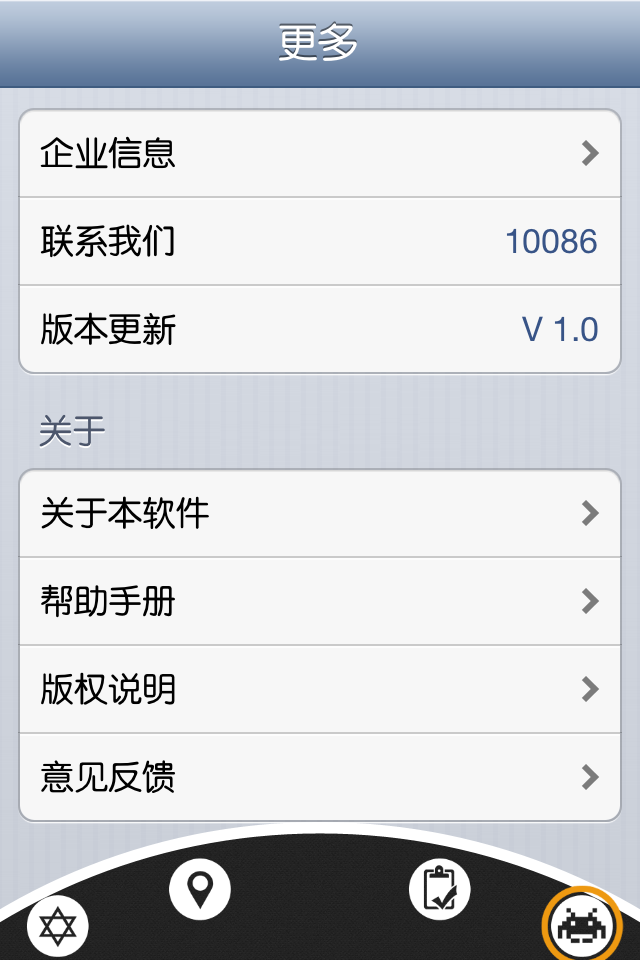 更多
企业信息
联系我们 10086
版本更新 V 1.0
关于
关于本软件
帮助手册
版权说明
意见反馈